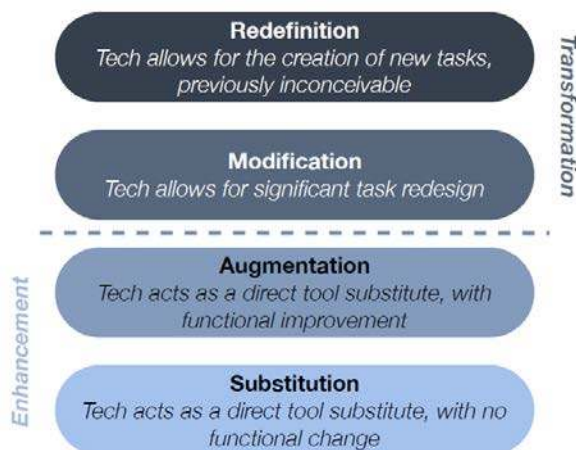 Redefinition
Tech allows for the creation of new tasks,
previously inconceivable
Transformation
Modification
Tech allows for significant task redesign
Augmentation
Tech acts as a direct tool substitute, with
functional improvement
Enhancement
Substitution
Tech acts as a direct tool substitute, with no
functional change